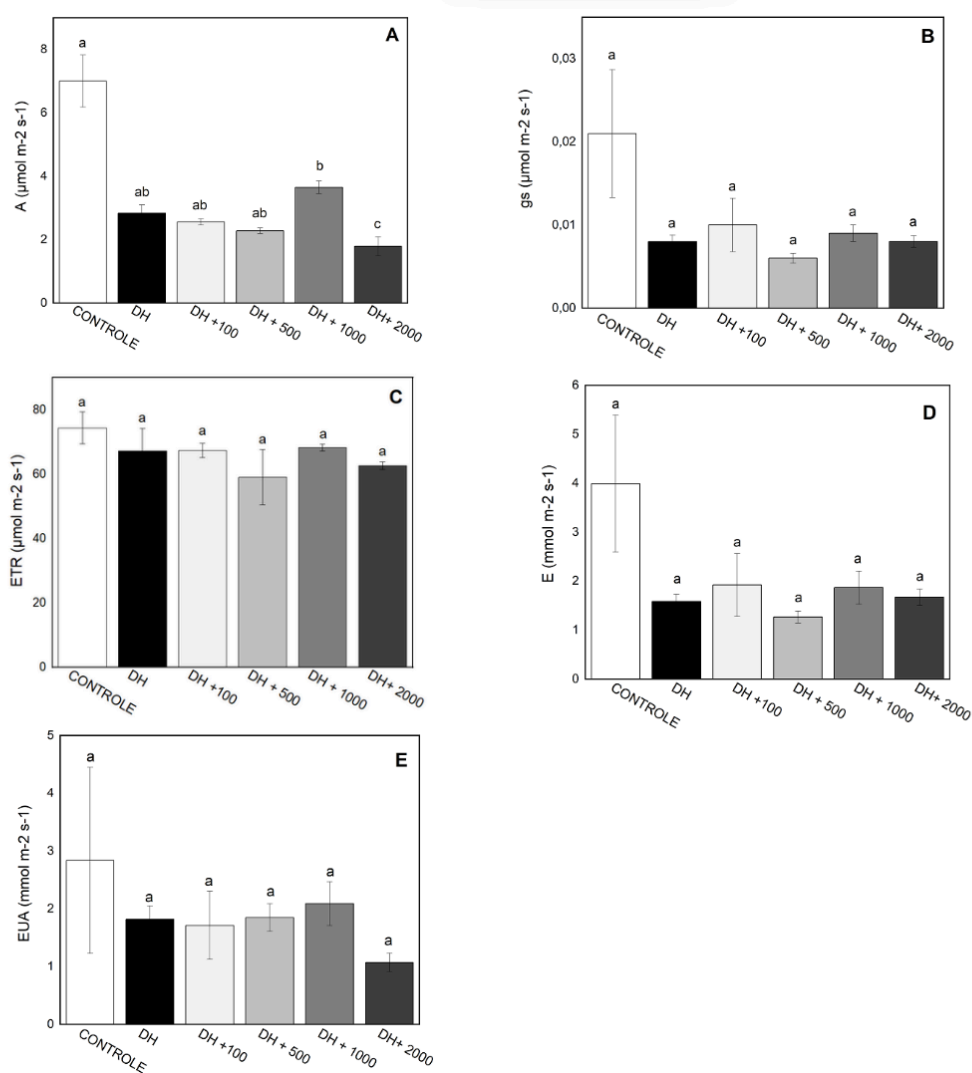 A
A (µmol m-2 s-1)
8
6
4
2
0
a
ab
ab
ab
b
c
CONTROLE
DH
DH +100
DH + 500
DH + 1000
DH+ 2000
B
gs (µmol m-2 s-1)
0,03
0,02
0,01
0,00
a
a
a
a
a
a
CONTROLE
DH
DH +100
DH + 500
DH + 1000
DH+ 2000
C
ETR (µmol m-2 s-1)
80
60
40
20
0
a
a
a
a
a
a
CONTROLE
DH
DH +100
DH + 500
DH + 1000
DH+ 2000
D
E (mmol m-2 s-1)
6
5
4
3
2
1
0
a
a
a
a
a
a
CONTROLE
DH
DH +100
DH + 500
DH + 1000
DH+ 2000
E
EUA (mmol m-2 s-1)
5
4
3
2
1
0
a
a
a
a
a
a
CONTROLE
DH
DH +100
DH + 500
DH + 1000
DH+ 2000